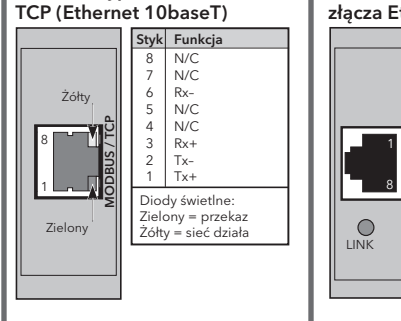 TCP (Ethernet 10baseT)
Styk Funkcja
8 N/C
7 N/C
6 Rx–
5 N/C
4 N/C
3 Rx+
2 Tx–
1 Tx+
Diody świetlne:
Zielony = przekaz
Żółty = sieć działa
Żółty
8
1
MODBUS / TCP
Zielony
złącza E
1
8
LINK